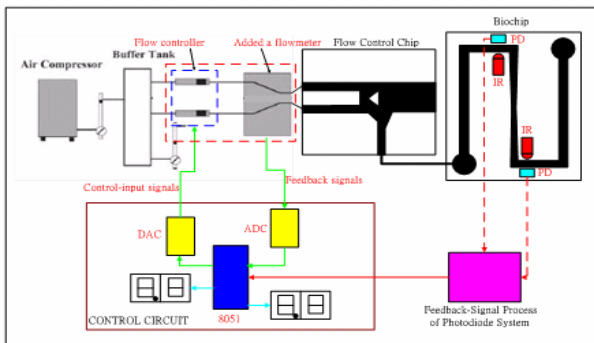 Biochip
Flow controller
Added a flowmeter
Flow Control Chip
PD
Buffer Tank
Air Compressor
IR
IR
PD
Control-input signals
Feedback signals
DAC
ADC
8051
CONTROL CIRCUIT
Feedback-Signal Process
of Photodiode System